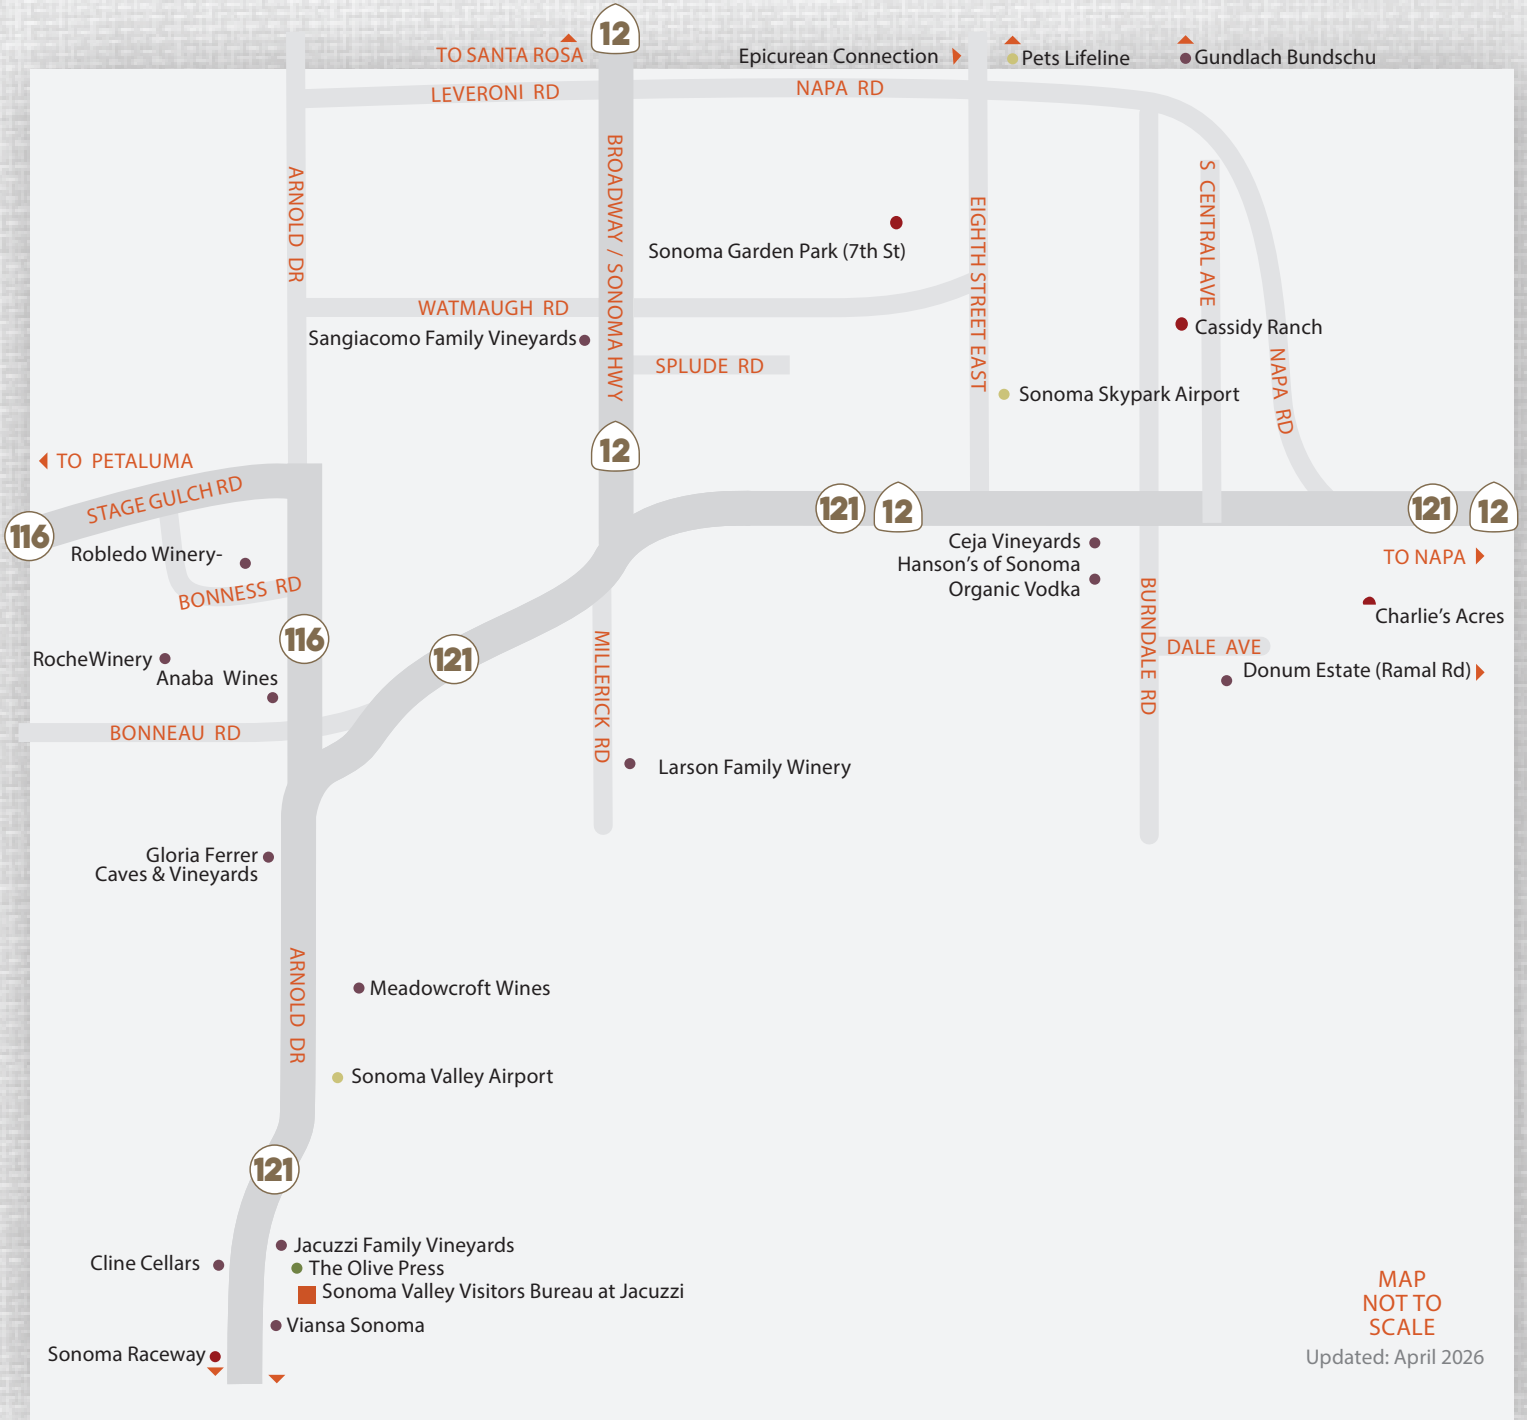 12
TO SANTA ROSA
Epicurean Connection
Pets Lifeline
Gundlach Bundschu
LEVERONI RD
NAPA RD
ARNOLD DR
BROADWAY / SONOMA HWY
EIGHTH STREET EAST
S CENTRAL AVE
Sonoma Garden Park (7th St)
WATMAUGH RD
Sangiacomo Family Vineyards
SPLUDE RD
Cassidy Ranch
NAPA RD
Sonoma Skypark Airport
12
TO PETALUMA
STAGE GULCH RD
116
121
12
121
12
Robledo Winery-
BONNESS RD
Ceja Vineyards
Hanson's of Sonoma
Organic Vodka
TO NAPA
BURNDALE RD
Charlie's Acres
116
121
MILLERICK RD
DALE AVE
RocheWinery
Anaba Wines
Donum Estate (Ramal Rd)
BONNEAU RD
Larson Family Winery
Gloria Ferrer
Caves & Vineyards
ARNOLD DR
Meadowcroft Wines
Sonoma Valley Airport
121
Jacuzzi Family Vineyards
Cline Cellars
The Olive Press
Sonoma Valley Visitors Bureau at Jacuzzi
Viansa Sonoma
Sonoma Raceway
MAP
NOT TO
SCALE
Updated: April 2026